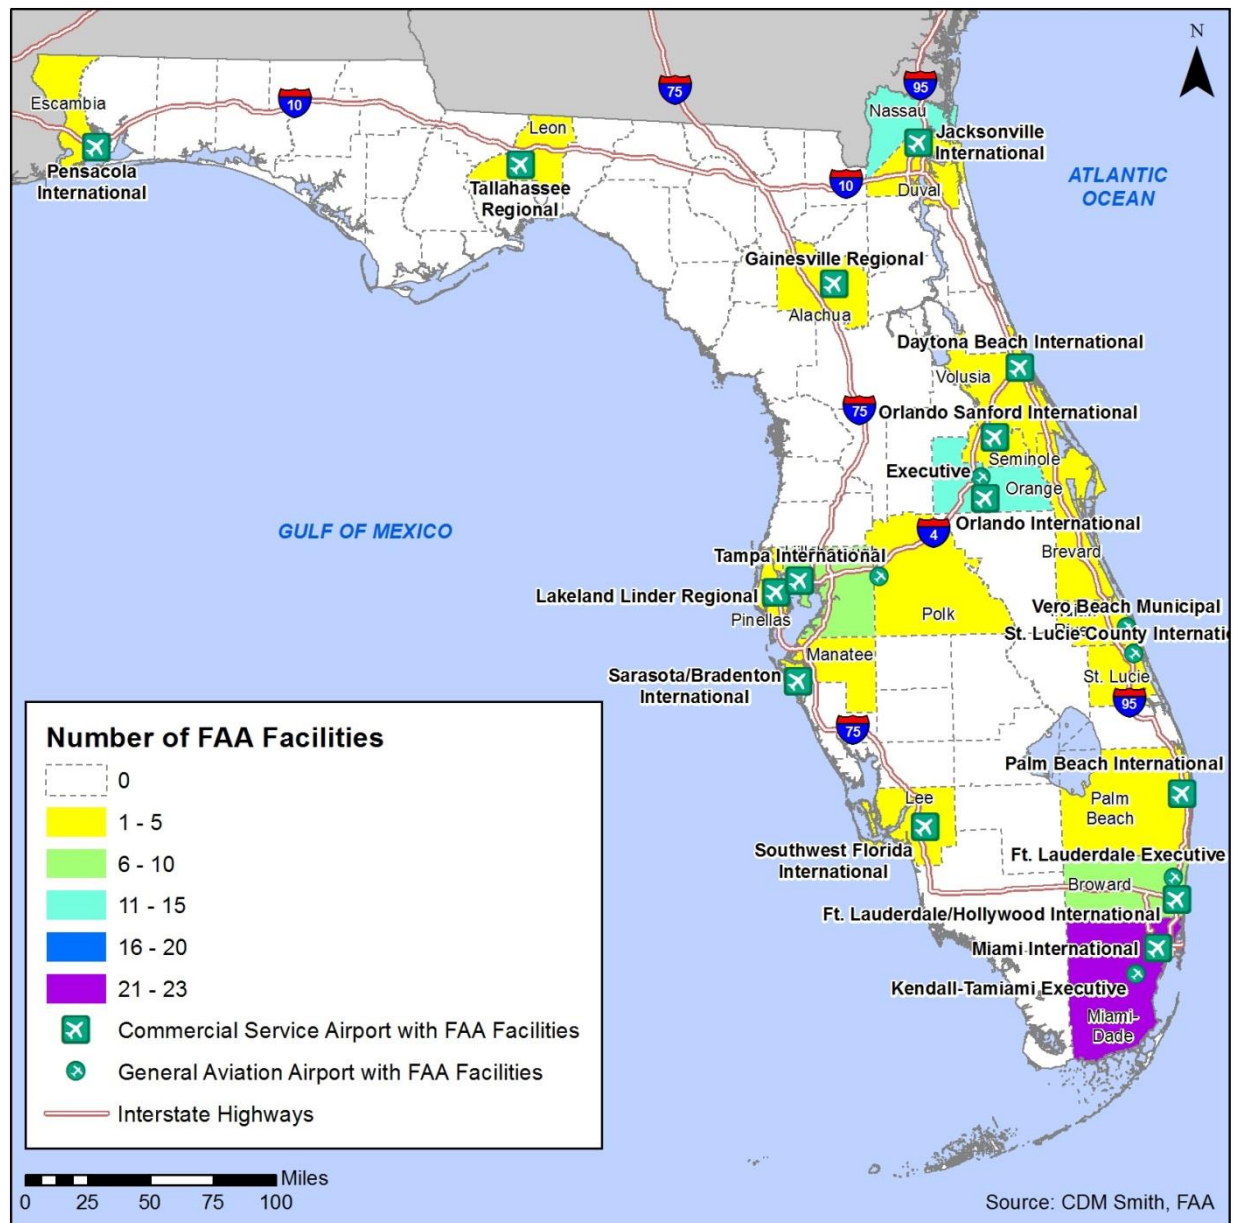 N
95
75
10
Escambia
Leon
Nassau
Jacksonville
International
Pensacola
International
Tallahassee
Regional
10
Duval
ATLANTIC
OCEAN
Gainesville Regional
Alachua
Daytona Beach International
Volusia
75
Orlando Sanford International
Seminole
Executive
Orange
Orlando International
GULF OF MEXICO
4
Brevard
Tampa International
Lakeland Linder Regional
Pinellas
Polk
Vero Beach Municipal
St. Lucie County Internatio
Manatee
St. Lucie
Sarasota/Bradenton
International
95
75
Palm Beach International
Lee
Palm
Beach
Southwest Florida
International
Ft. Lauderdale Executive
Broward
Ft. Lauderdale/Hollywood International
Miami International
Kendall-Tamiami Executive
Miami-
Dade
Number of FAA Facilities
0
1 - 5
6 - 10
11 - 15
16 - 20
21 - 23
Commercial Service Airport with FAA Facilities
General Aviation Airport with FAA Facilities
Interstate Highways
Miles
0 25 50 75 100
Source: CDM Smith, FAA